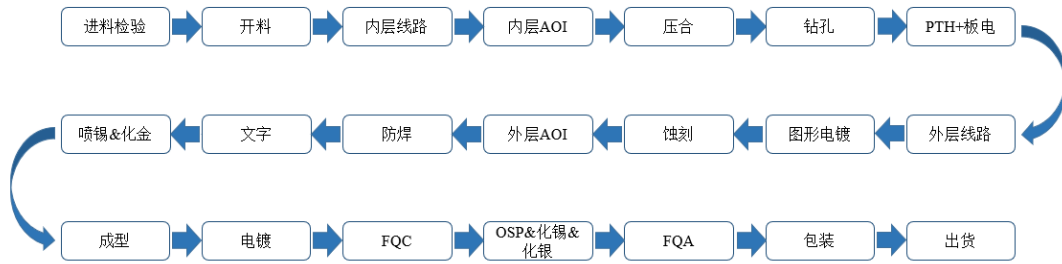 进料检验
开料
内层线路
内层AOI
压合
钻孔
PTH+板电
喷锡&化金
文字
防焊
外层AOI
蚀刻
图形电镀
外层线路
成型
电镀
FQC
OSP&化锡&
化银
FQA
包装
出货